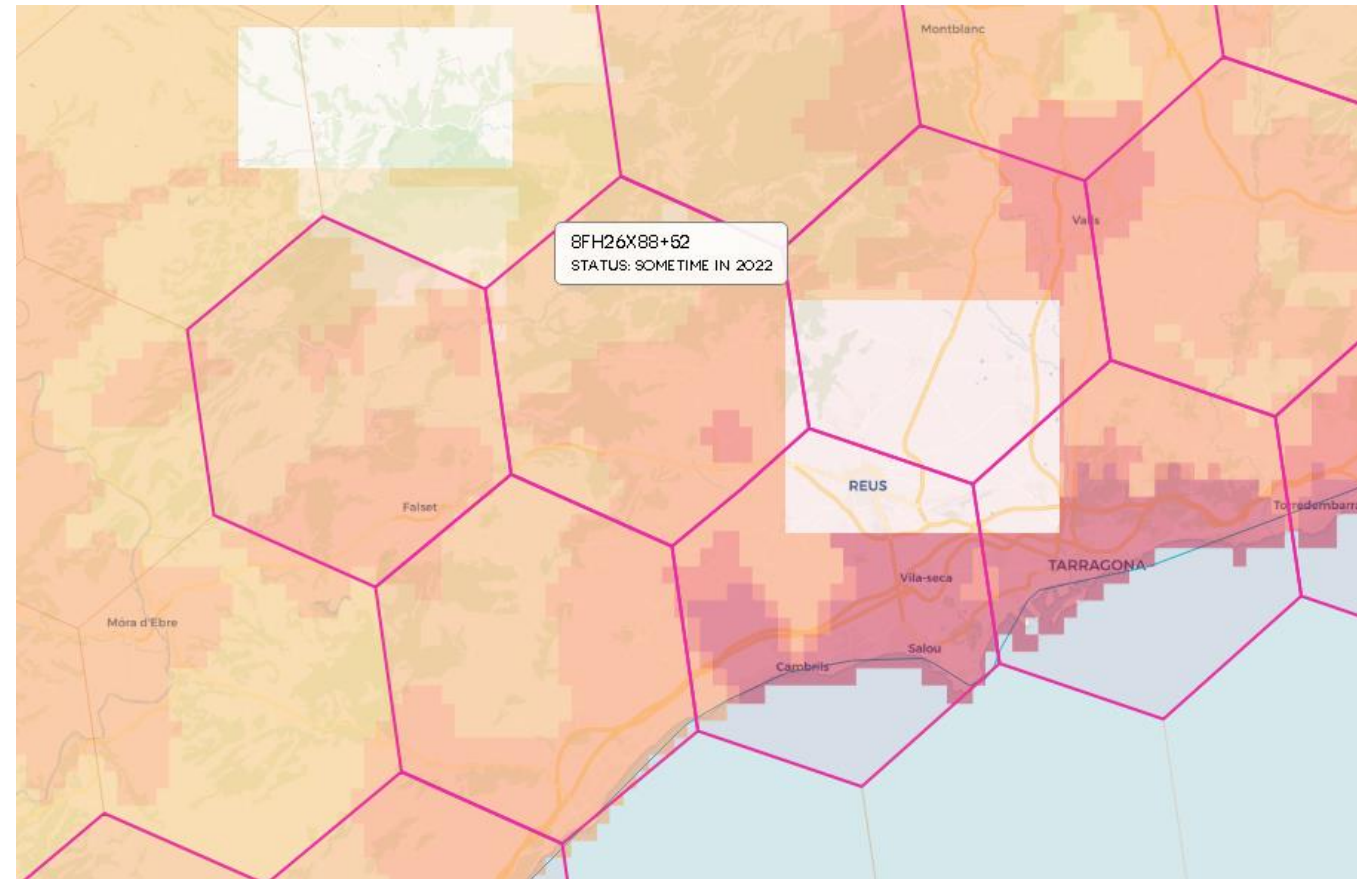 Montblanc
Valls
8FH26X88+52
STATUS: SOMETIME IN 2022
REUS
Falset
Torredembarra
TARRAGONA
Vila-seca
Móra d'Ebre
Salou
Cambrils